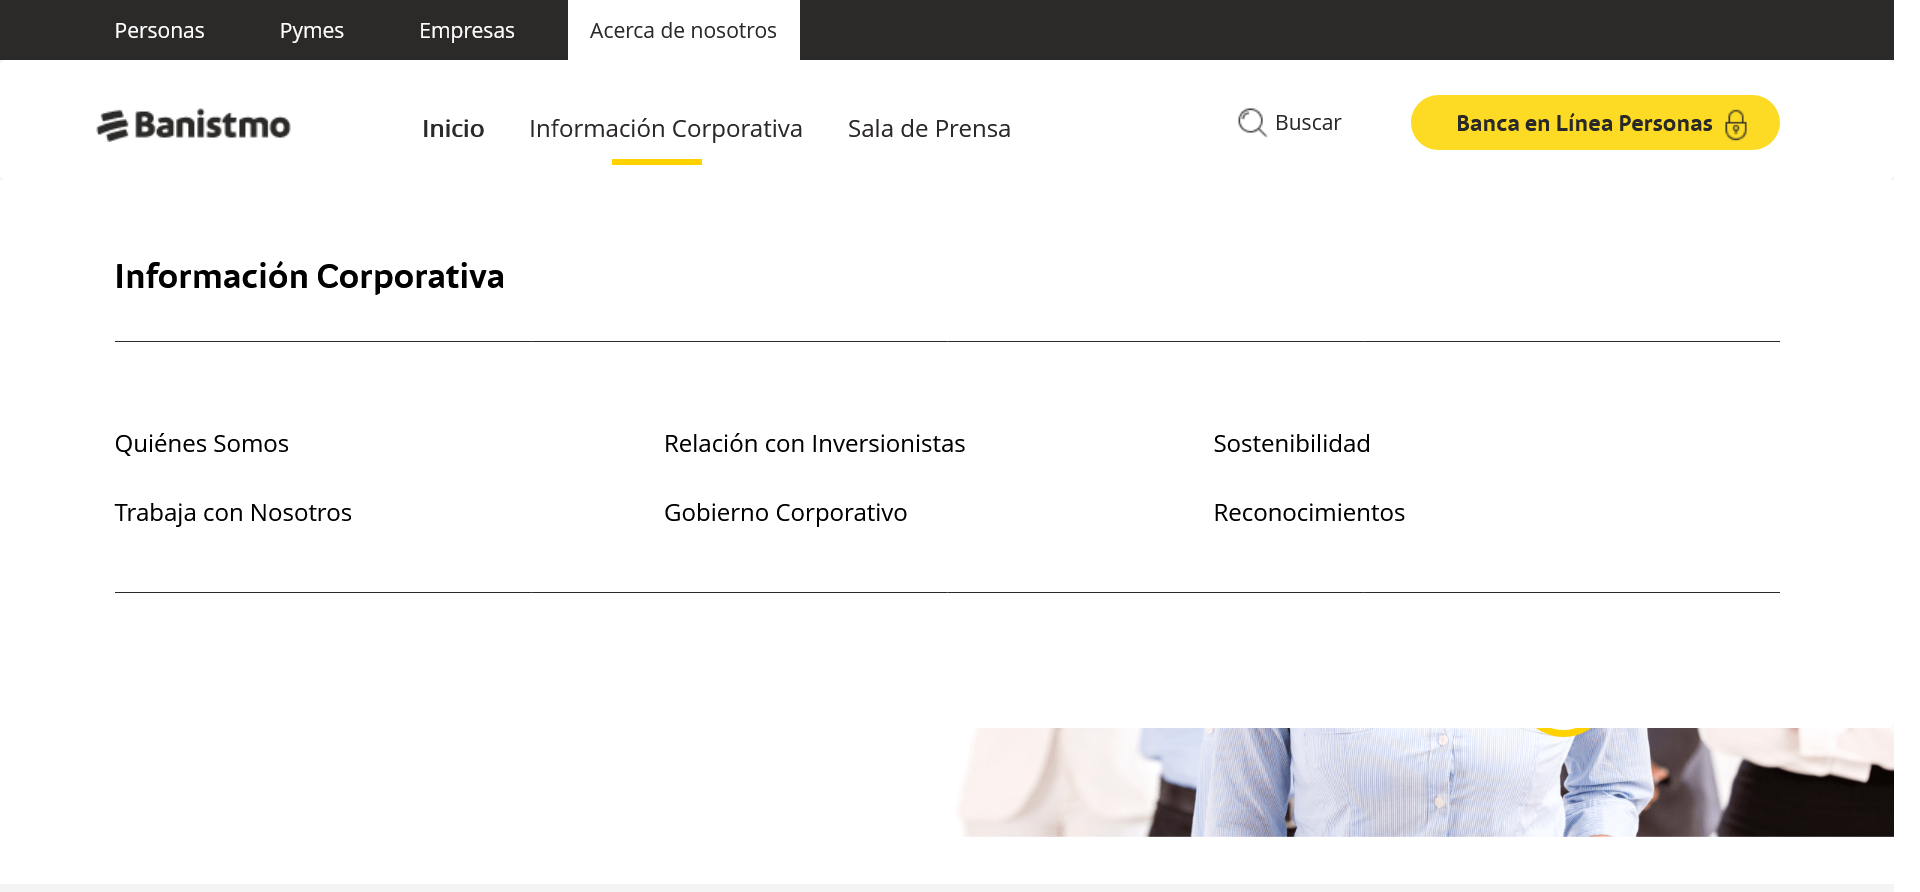 Personas Pymes Empresas Acerca de nosotros
Banistmo Inicio Información Corporativa Sala de Prensa Buscar Banca en Línea Personas
Información Corporativa
Quiénes Somos Relación con Inversionistas Sostenibilidad
Trabaja con Nosotros Gobierno Corporativo Reconocimientos